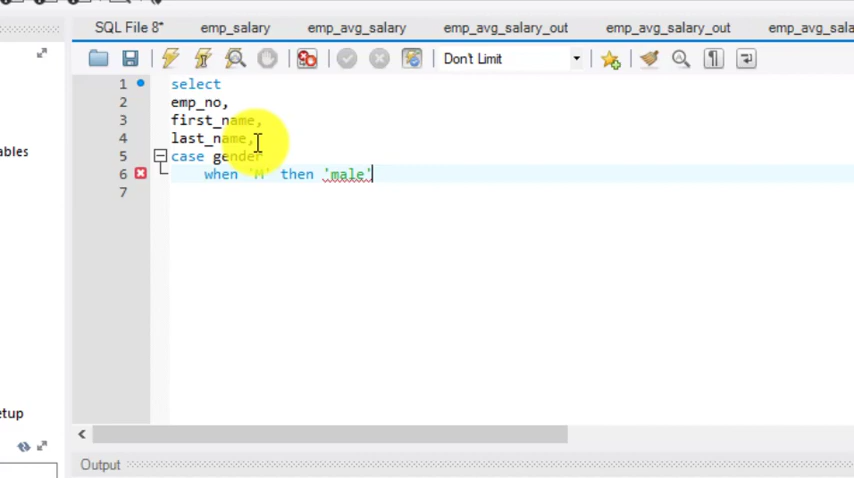 SQL File 8* emp_salary emp_avg_salary emp_avg_salary_out emp_avg_salary_out emp_avg_sala
Don't Limit
1 select
2 emp_no,
3 first_name,
4 last_name,
ables
5 case gender
6 when 'M' then 'male'
7
etup
Output